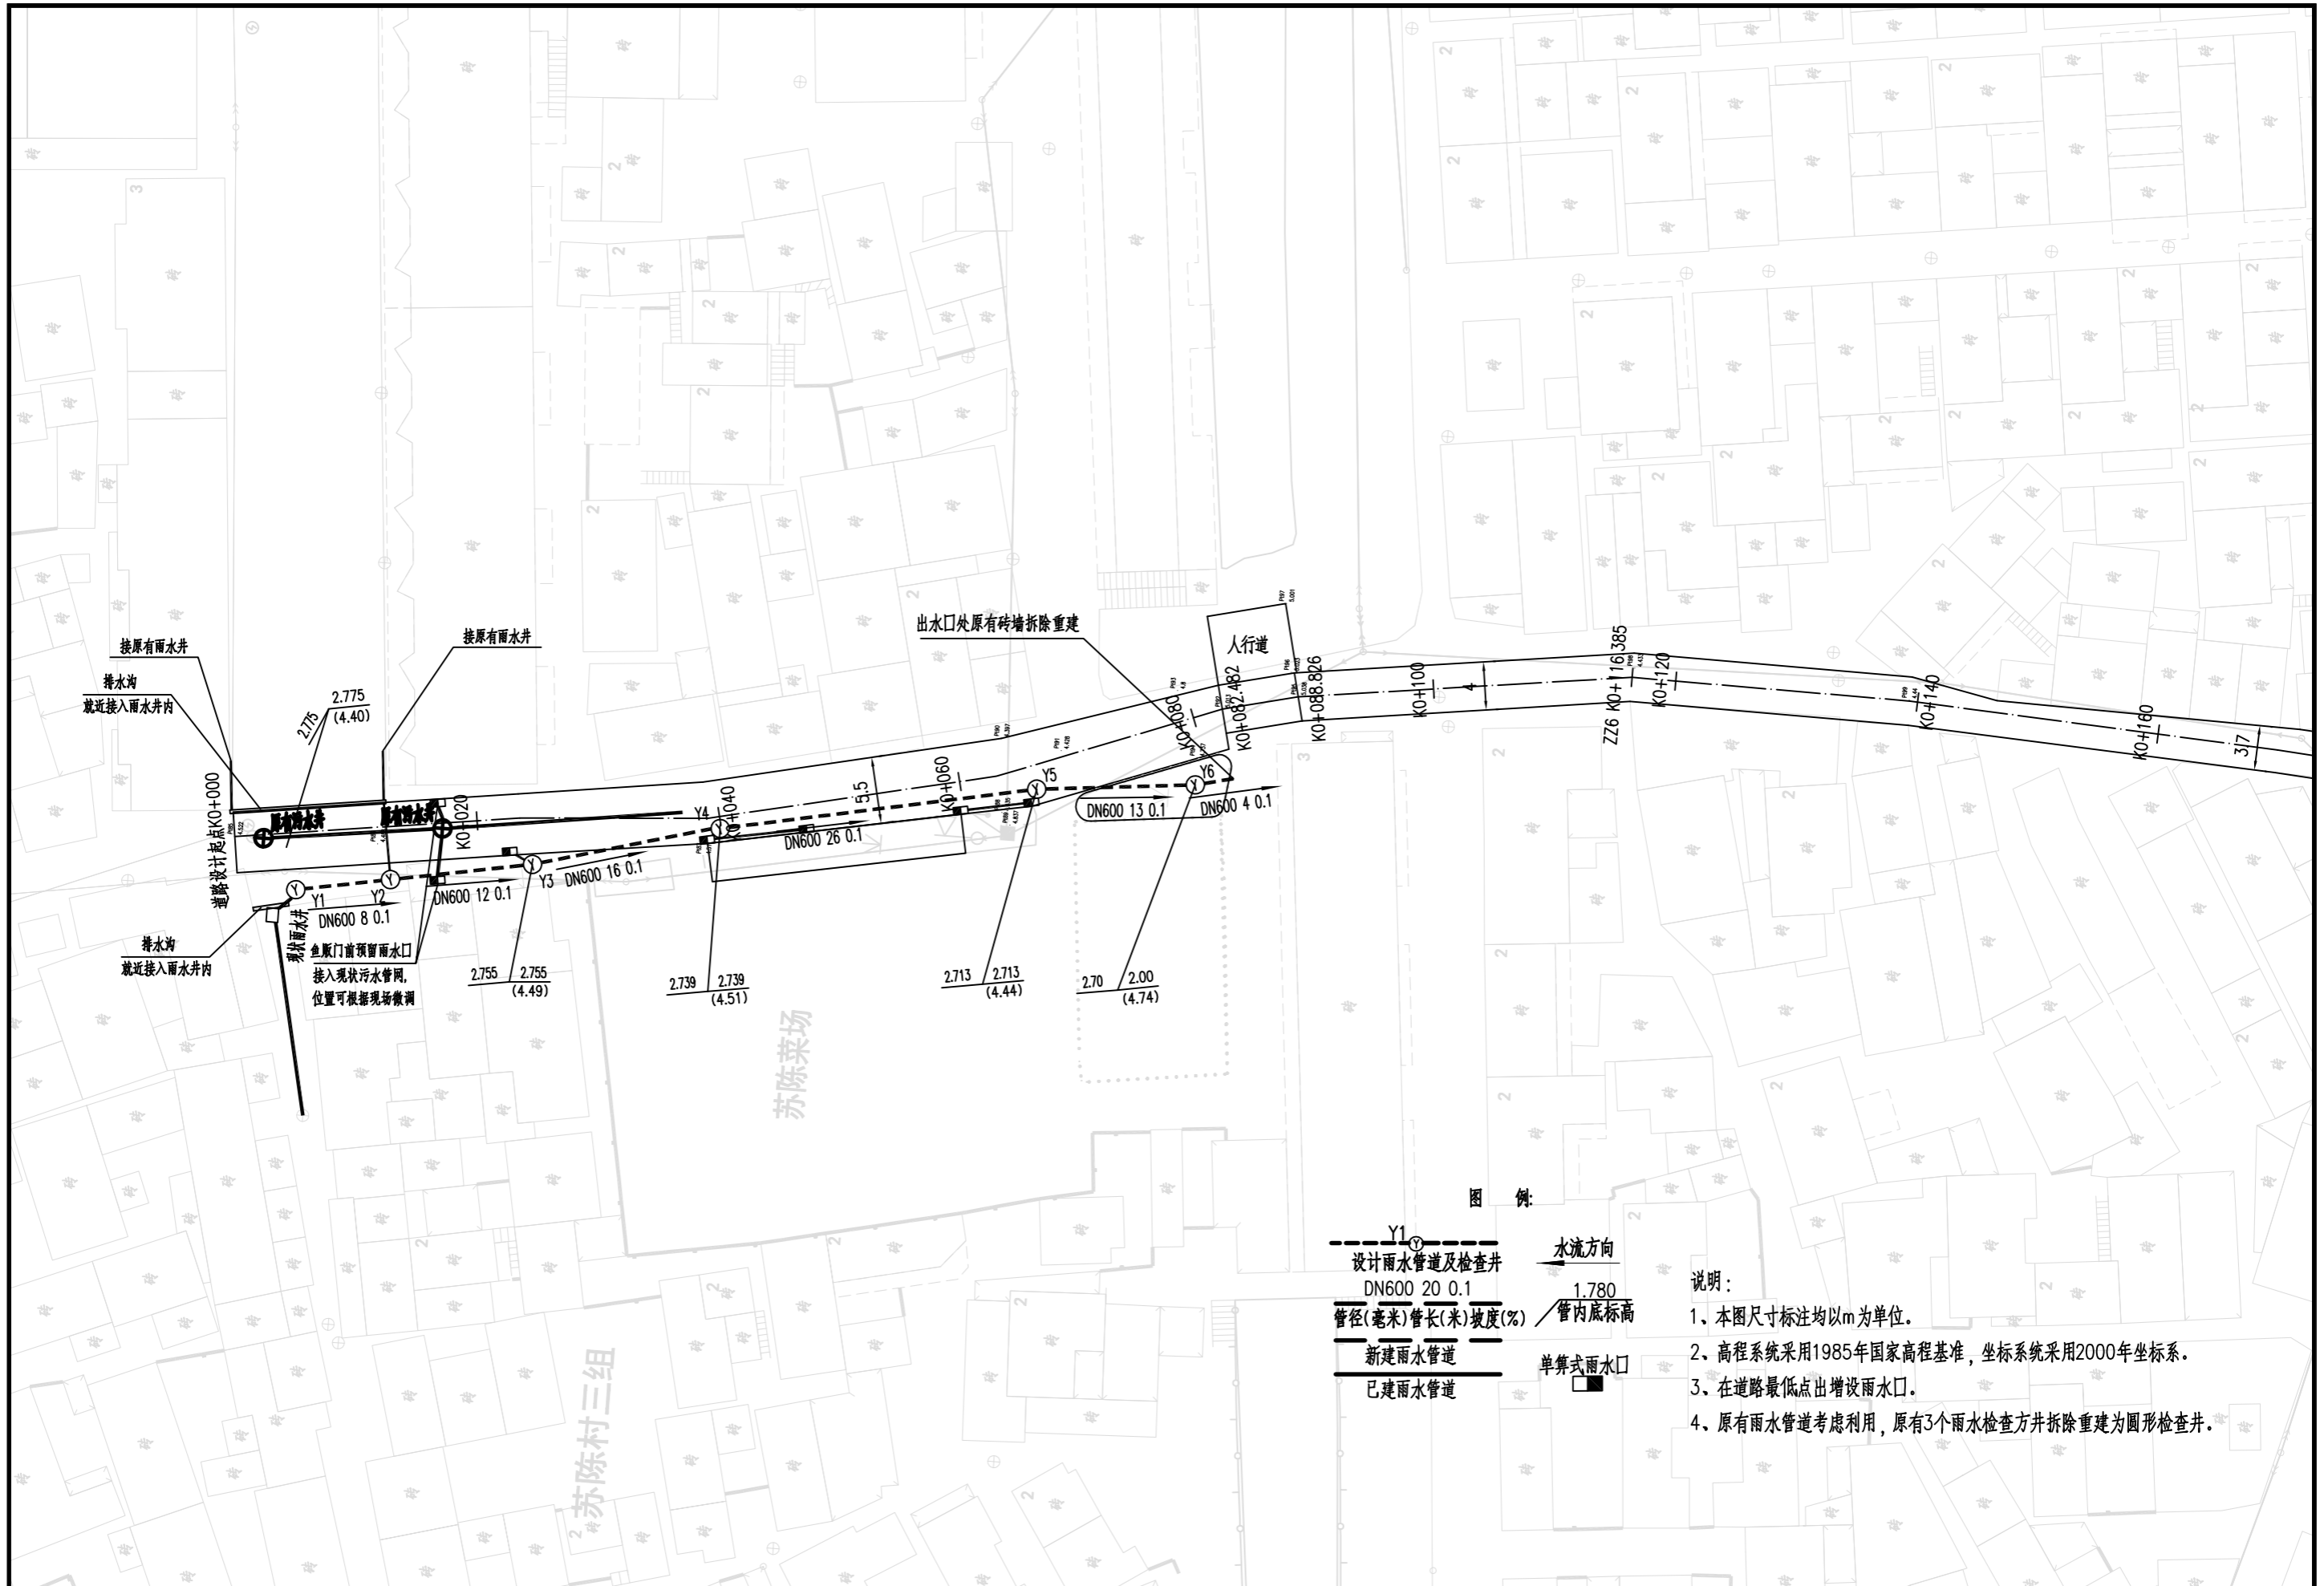 接原有雨水井
排水沟
就近接入雨水井内
2.775
2.775
(4.40)
接原有雨水井
出水口处原有砖墙拆除重建
人行道
道路设计起点K0+000
原有污水井
K0+020
K0+040
K0+060
K0+080
K0+082.482
K0+088.826
K0+100
ZZ6 K0+116.385
K0+120
K0+140
K0+160
5.5
4
3.7
Y1
Y2
Y3
Y4
Y5
Y6
DN600 8 0.1
DN600 12 0.1
DN600 16 0.1
DN600 26 0.1
DN600 13 0.1
DN600 4 0.1
现状雨水井
排水沟
就近接入雨水井内
鱼贩门前预留雨水口
接入现状污水管网,
位置可根据现场微调
2.755
2.755
(4.49)
2.739
2.739
(4.51)
2.713
2.713
(4.44)
2.70
2.00
(4.74)
苏陈菜场
苏陈村三组
图 例:
Y1
设计雨水管道及检查井
水流方向
DN600 20 0.1
管径(毫米)管长(米)坡度(%)
1.780
管内底标高
新建雨水管道
单箅式雨水口
已建雨水管道
说明:
1、本图尺寸标注均以m为单位。
2、高程系统采用1985年国家高程基准,坐标系统采用2000年坐标系。
3、在道路最低点出增设雨水口。
4、原有雨水管道考虑利用,原有3个雨水检查方井拆除重建为圆形检查井。